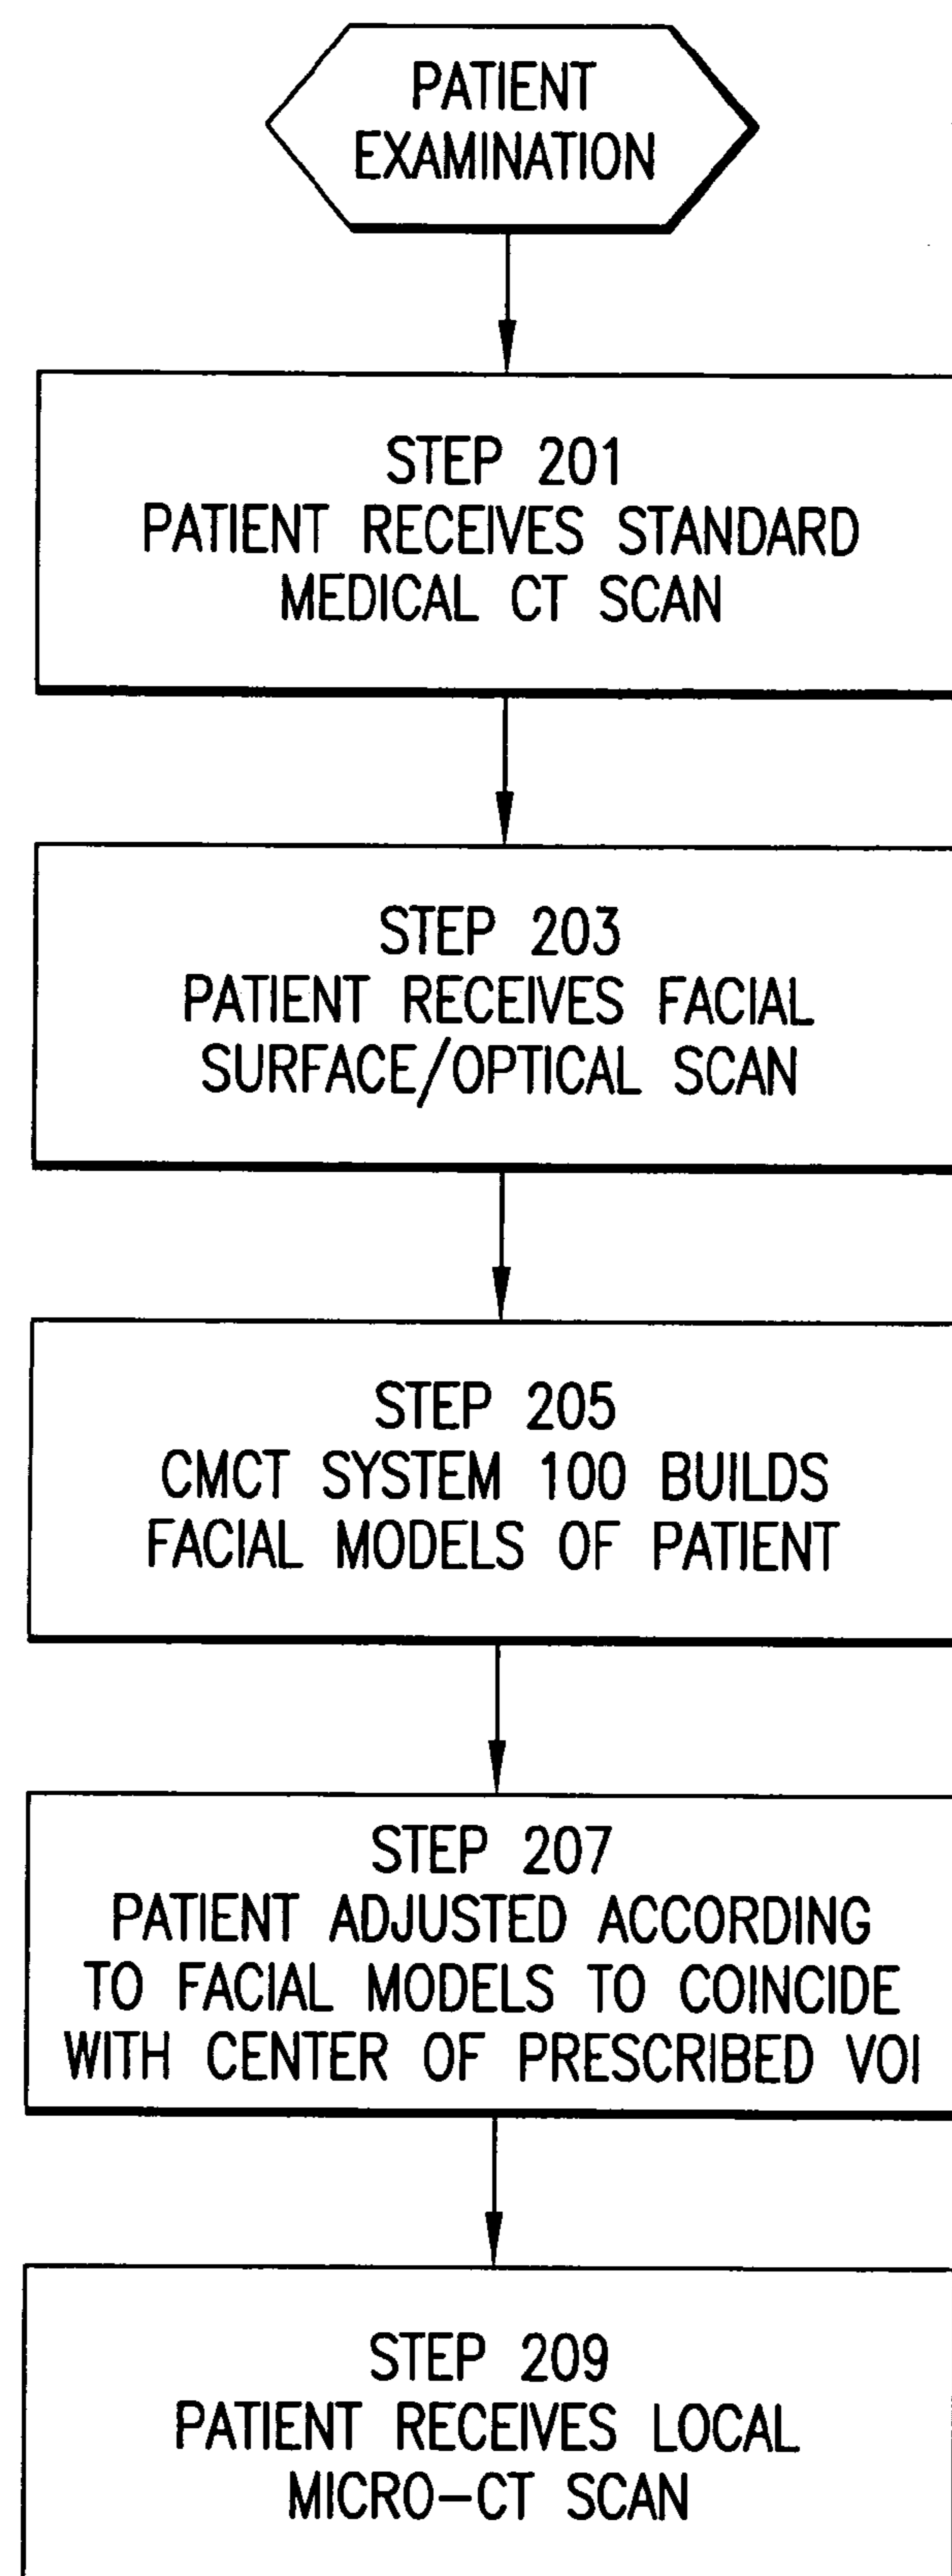 PATIENT
EXAMINATION
STEP 201
PATIENT RECEIVES STANDARD
MEDICAL CT SCAN
STEP 203
PATIENT RECEIVES FACIAL
SURFACE/OPTICAL SCAN
STEP 205
CMCT SYSTEM 100 BUILDS
FACIAL MODELS OF PATIENT
STEP 207
PATIENT ADJUSTED ACCORDING
TO FACIAL MODELS TO COINCIDE
WITH CENTER OF PRESCRIBED VOI
STEP 209
PATIENT RECEIVES LOCAL
MICRO-CT SCAN